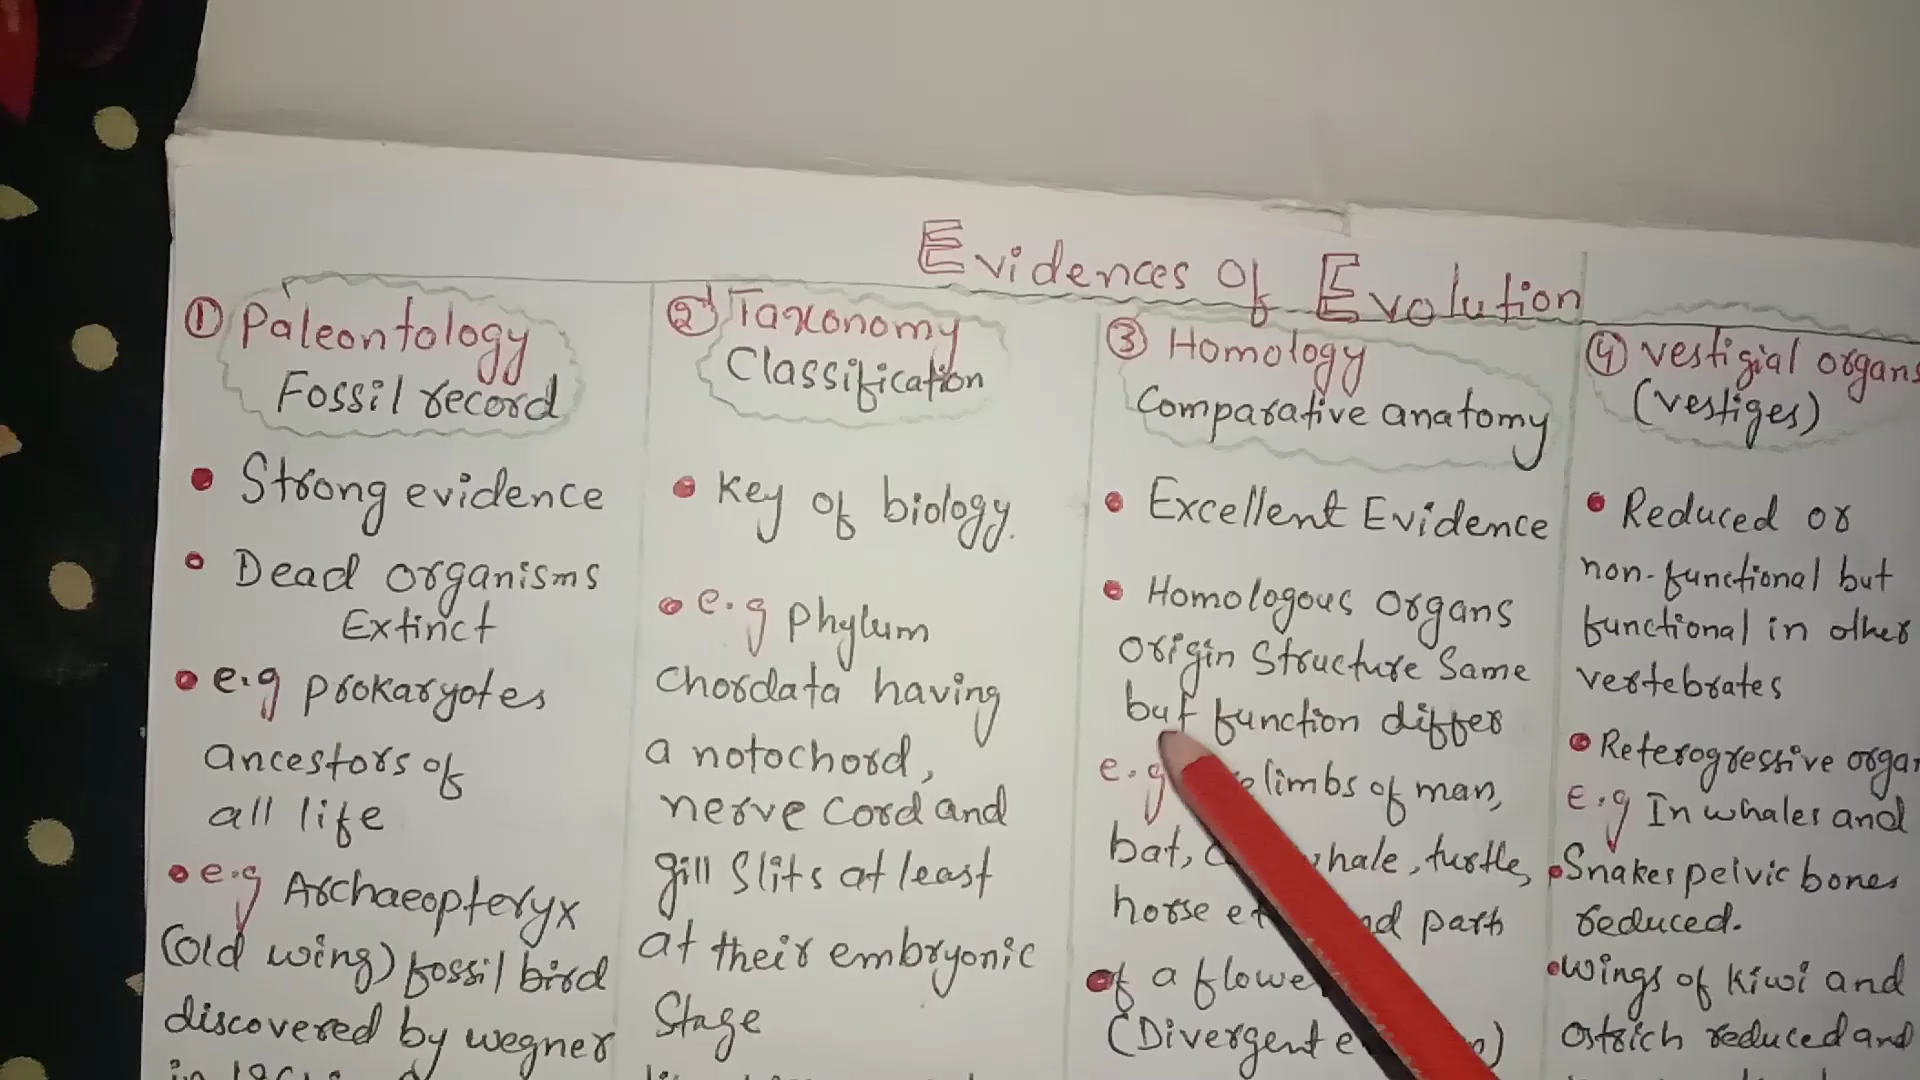 Evidences Of Evolution
① Paleontology
Fossil record
• Strong evidence
• Dead organisms
Extinct
• e.g prokaryotes
ancestors of
all life
• e.g Archaeopteryx
(old wing) fossil bird
discovered by wegner
② Taxonomy
Classification
• Key of biology.
• e.g phylum
chordata having
a notochord,
nerve cord and
gill slits at least
at their embryonic
Stage
③ Homology
Comparative anatomy
• Excellent Evidence
• Homologous organs
origin structure same
but function differ
e.g limbs of man,
bat, turtle,
horse part
of a
(Divergent
④ vestigial organs
(vestiges)
• Reduced or
non-functional but
functional in other
vertebrates
• Reterogressive
e.g In whales and
• Snakes pelvic bones
reduced.
• wings of kiwi and
Ostrich reduced and